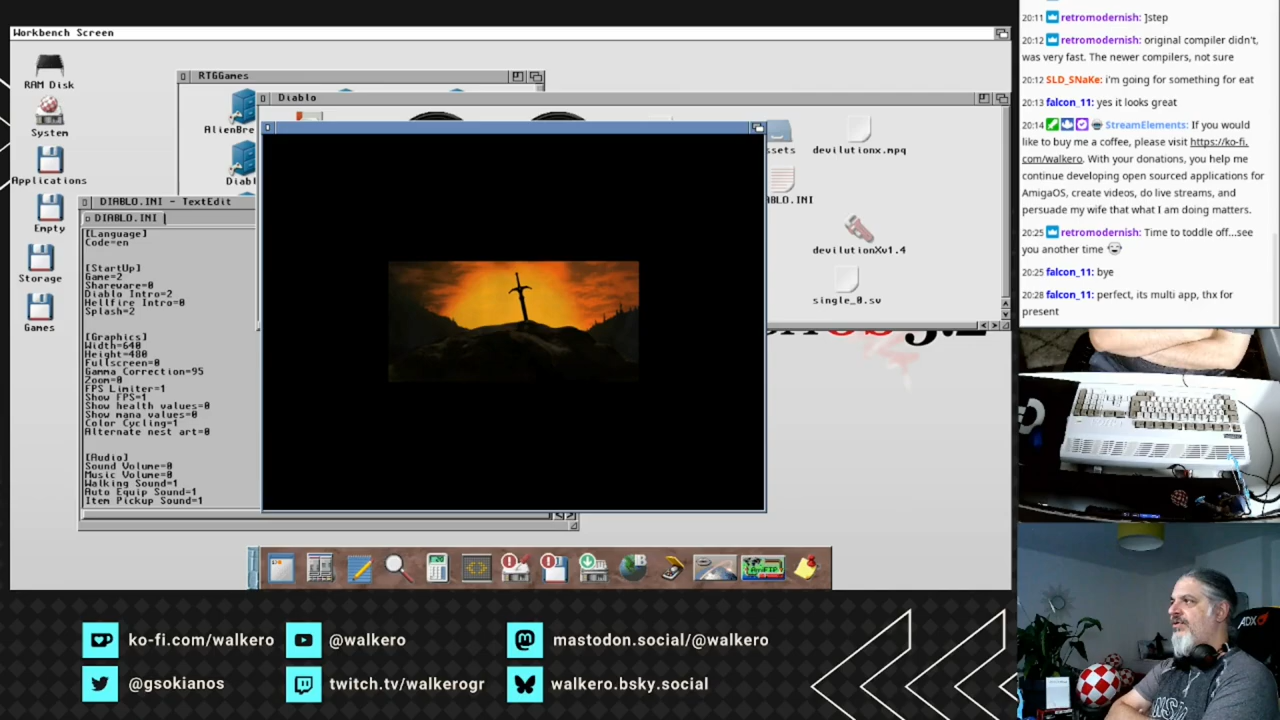 Workbench Screen
RAM Disk
System
Applications
Empty
Storage
Games
RTGGames
AlienBre
Diabl
Diablo
devilutionx.mpq
devilutionXv1.4
single_0.sv
DIABLO.INI - TextEdit
DIABLO.INI
[Language]
Code=en
[StartUp]
Game=2
Shareware=0
Diablo Intro=2
Hellfire Intro=0
Splash=2
[Graphics]
Width=640
Height=480
Fullscreen=0
Gamma Correction=95
Zoom=0
FPS Limiter=1
Show FPS=1
Show health values=0
Show mana values=0
Color Cycling=1
Alternate nest art=0
[Audio]
Sound Volume=0
Music Volume=0
Walking Sound=1
Auto Equip Sound=1
Item Pickup Sound=1
20:11 retromodernish: ]step
20:12 retromodernish: original compiler didn't,
was very fast. The newer compilers, not sure
20:12 SLD_SNaKe: i'm going for something for eat
20:13 falcon_11: yes it looks great
20:14 StreamElements: If you would
like to buy me a coffee, please visit https://ko-fi.
com/walkero. With your donations, you help me
continue developing open sourced applications for
AmigaOS, create videos, do live streams, and
persuade my wife that what I am doing matters.
20:25 retromodernish: Time to toddle off...see
you another time
20:25 falcon_11: bye
20:28 falcon_11: perfect, its multi app, thx for
present
ko-fi.com/walkero
@walkero
mastodon.social/@walkero
@gsokianos
twitch.tv/walkerogr
walkero.bsky.social